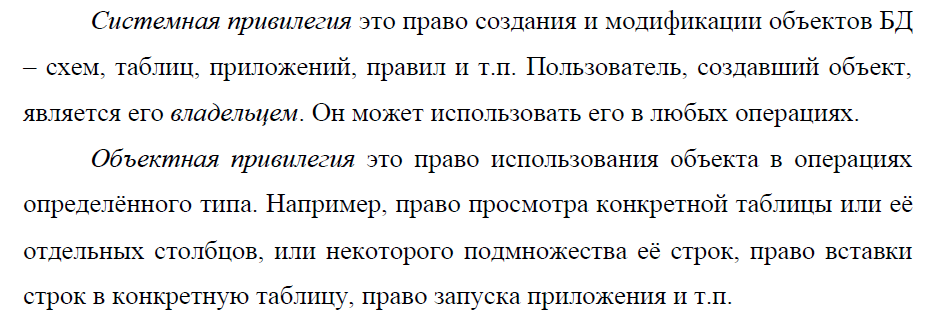 Системная привилегия это право создания и модификации объектов БД
– схем, таблиц, приложений, правил и т.п. Пользователь, создавший объект,
является его владельцем. Он может использовать его в любых операциях.
Объектная привилегия это право использования объекта в операциях
определённого типа. Например, право просмотра конкретной таблицы или её
отдельных столбцов, или некоторого подмножества её строк, право вставки
строк в конкретную таблицу, право запуска приложения и т.п.